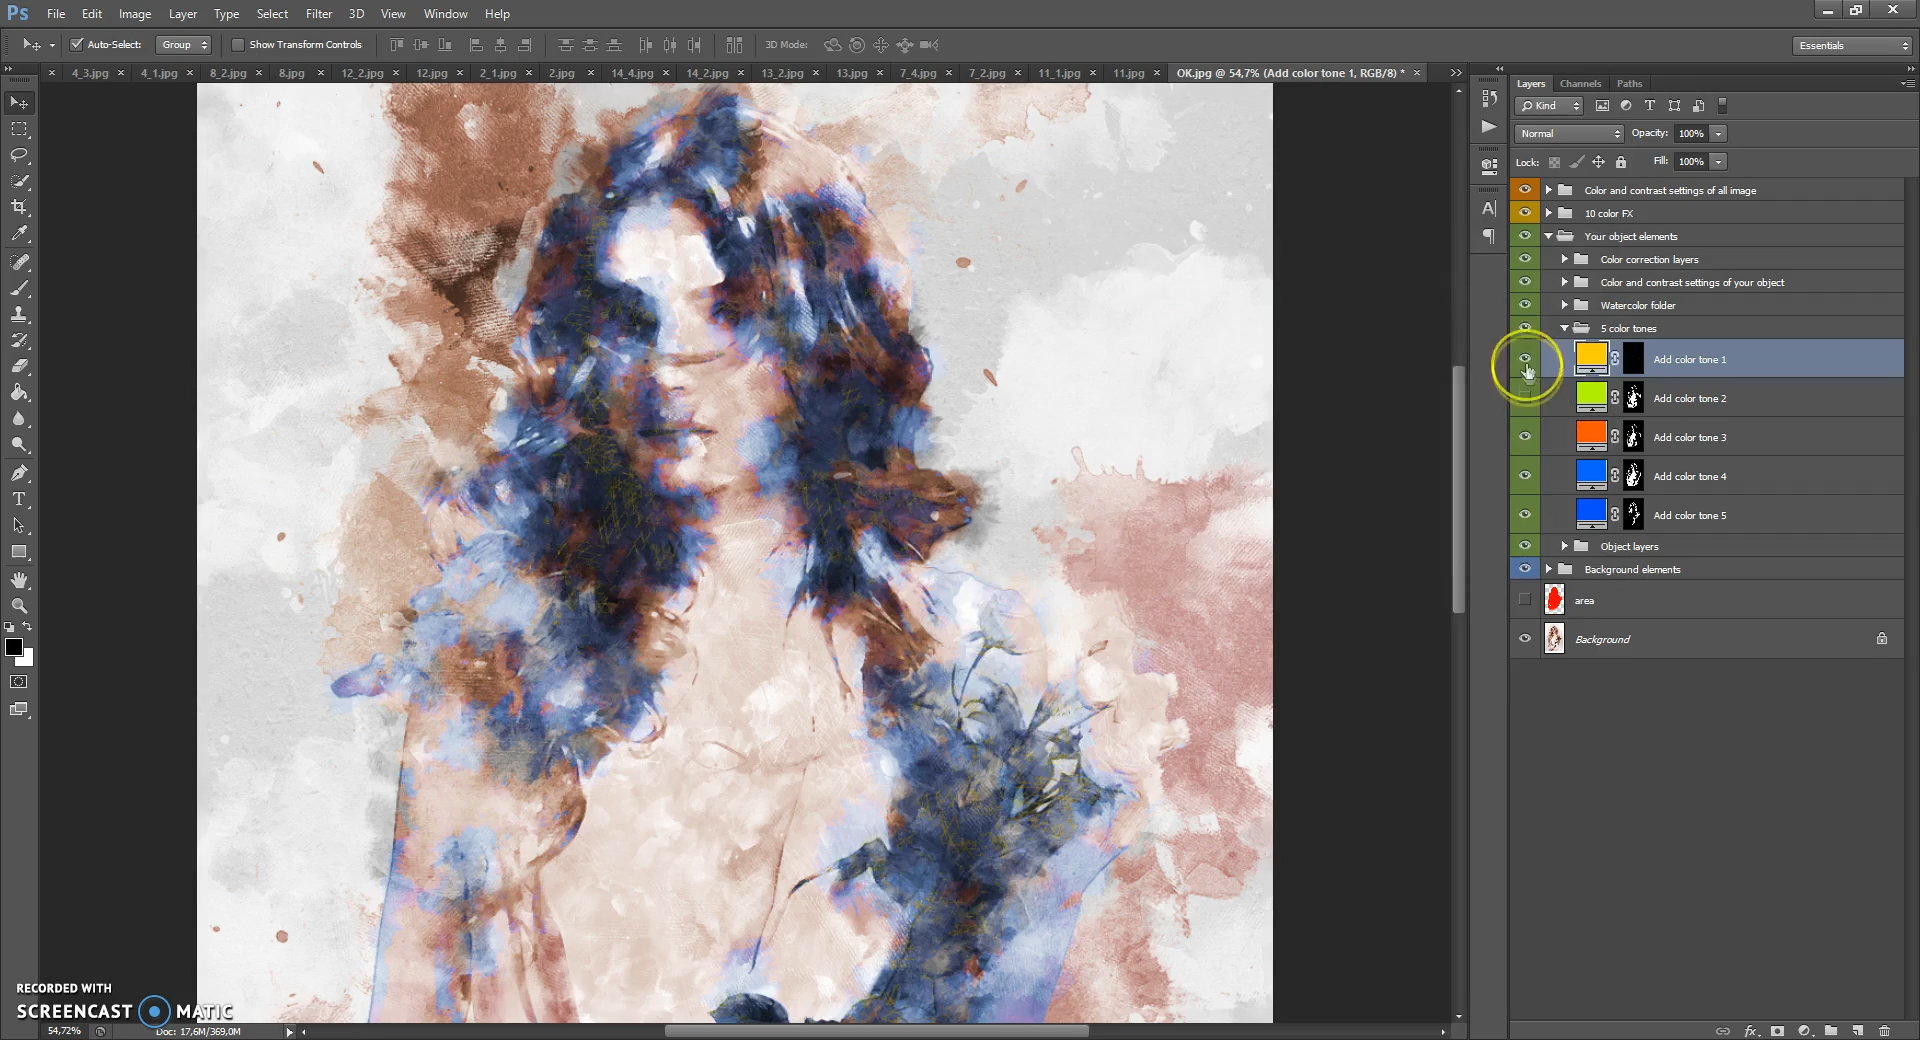 Ps File Edit Image Layer Type Select Filter 3D View Window Help
Auto-Select: Group Show Transform Controls 3D Mode: Essentials
4_3.jpg × 4_1.jpg × 8_2.jpg × 8.jpg × 12_2.jpg × 12.jpg × 2_1.jpg × 2.jpg × 14_4.jpg × 14_2.jpg × 13_2.jpg × 13.jpg × 7_4.jpg × 7_2.jpg × 11_1.jpg × 11.jpg × OK.jpg @ 54,7% (Add color tone 1, RGB/8) * ×
Layers Channels Paths
Kind
Normal Opacity: 100%
Lock: Fill: 100%
Color and contrast settings of all image
10 color FX
Your object elements
Color correction layers
Color and contrast settings of your object
Watercolor folder
5 color tones
Add color tone 1
Add color tone 2
Add color tone 3
Add color tone 4
Add color tone 5
Object layers
Background elements
area
Background
RECORDED WITH
SCREENCAST MATIC
54,72% Doc: 17,6M/369,0M